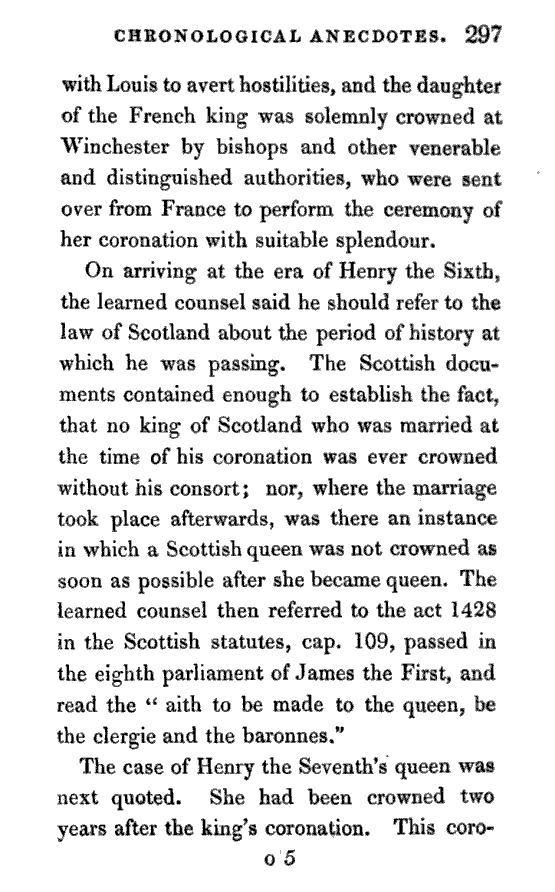 CHRONOLOGICAL ANECDOTES. 297
with Louis to avert hostilities, and the daughter
of the French king was solemnly crowned at
Winchester by bishops and other venerable
and distinguished authorities, who were sent
over from France to perform the ceremony of
her coronation with suitable splendour.
On arriving at the era of Henry the Sixth,
the learned counsel said he should refer to the
law of Scotland about the period of history at
which he was passing. The Scottish docu-
ments contained enough to establish the fact,
that no king of Scotland who was married at
the time of his coronation was ever crowned
without his consort; nor, where the marriage
took place afterwards, was there an instance
in which a Scottish queen was not crowned as
soon as possible after she became queen. The
learned counsel then referred to the act 1428
in the Scottish statutes, cap. 109, passed in
the eighth parliament of James the First, and
read the “ aith to be made to the queen, be
the clergie and the baronnes.”
The case of Henry the Seventh's queen was
next quoted. She had been crowned two
years after the king's coronation. This coro-
o 5